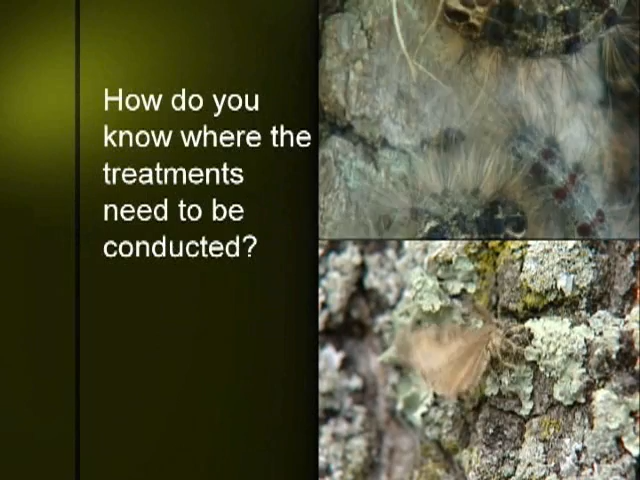 How do you
know where the
treatments
need to be
conducted?